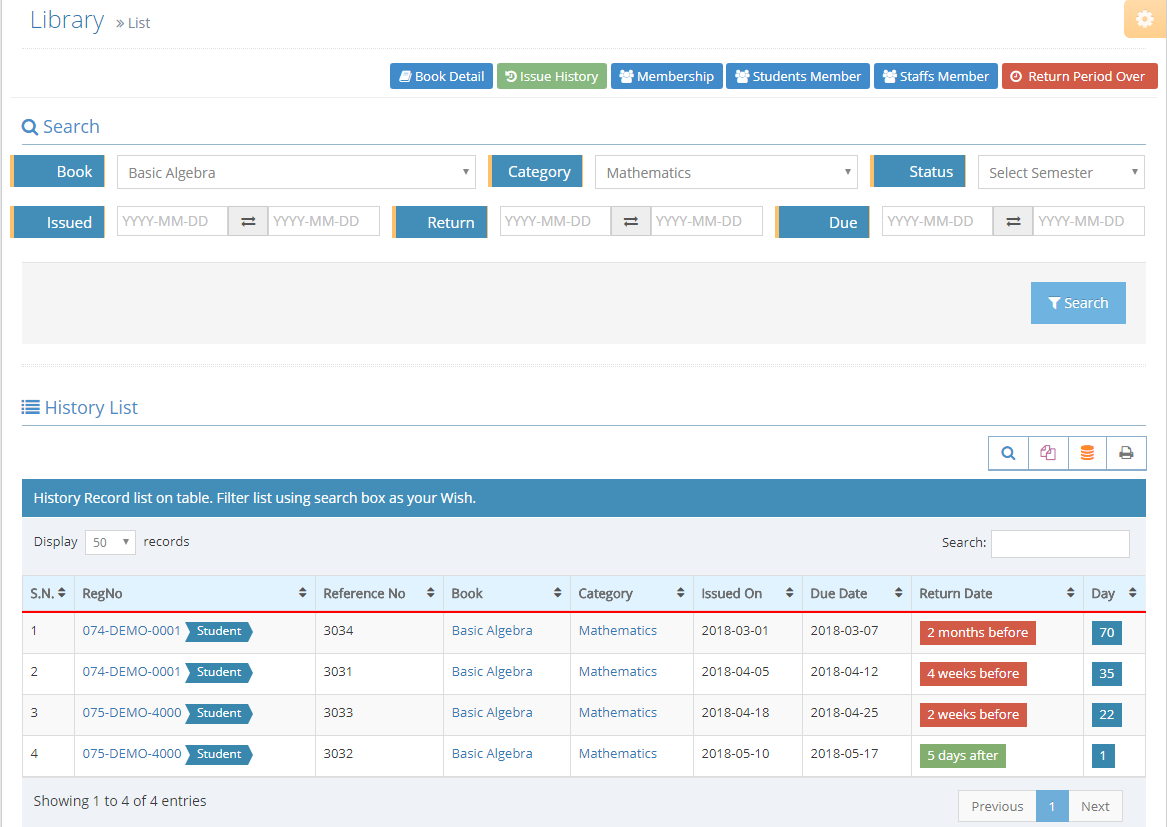 Library » List
Book Detail Issue History Membership Students Member Staffs Member Return Period Over
Search
Book Basic Algebra Category Mathematics Status Select Semester
Issued YYYY-MM-DD YYYY-MM-DD Return YYYY-MM-DD YYYY-MM-DD Due YYYY-MM-DD YYYY-MM-DD
Search
History List
History Record list on table. Filter list using search box as your Wish.
Display 50 records Search:
S.N. RegNo Reference No Book Category Issued On Due Date Return Date Day
1 074-DEMO-0001 Student 3034 Basic Algebra Mathematics 2018-03-01 2018-03-07 2 months before 70
2 074-DEMO-0001 Student 3031 Basic Algebra Mathematics 2018-04-05 2018-04-12 4 weeks before 35
3 075-DEMO-4000 Student 3033 Basic Algebra Mathematics 2018-04-18 2018-04-25 2 weeks before 22
4 075-DEMO-4000 Student 3032 Basic Algebra Mathematics 2018-05-10 2018-05-17 5 days after 1
Showing 1 to 4 of 4 entries
Previous 1 Next